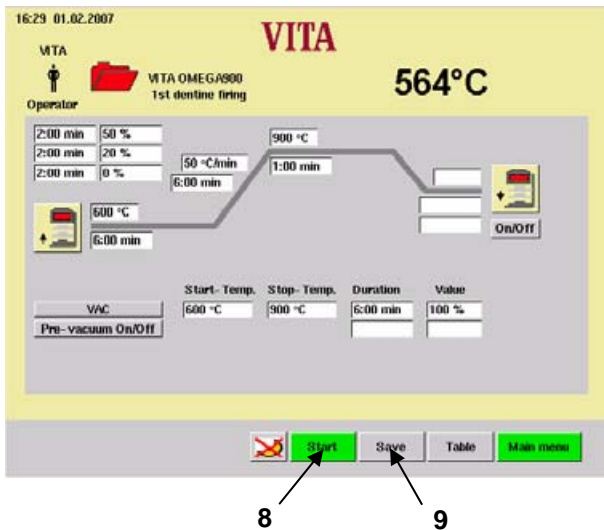 16:29 01.02.2007
VITA
VITA
Operator
VITA OMEGA900
1st dentine firing
564°C
2:00 min 50 %
2:00 min 20 %
2:00 min 0 %
50 °C/min
6:00 min
900 °C
1:00 min
600 °C
6:00 min
On/Off
Start-Temp. Stop-Temp. Duration Value
VAC 600 °C 900 °C 6:00 min 100 %
Pre-vacuum On/Off
Start Save Table Main menu
8 9